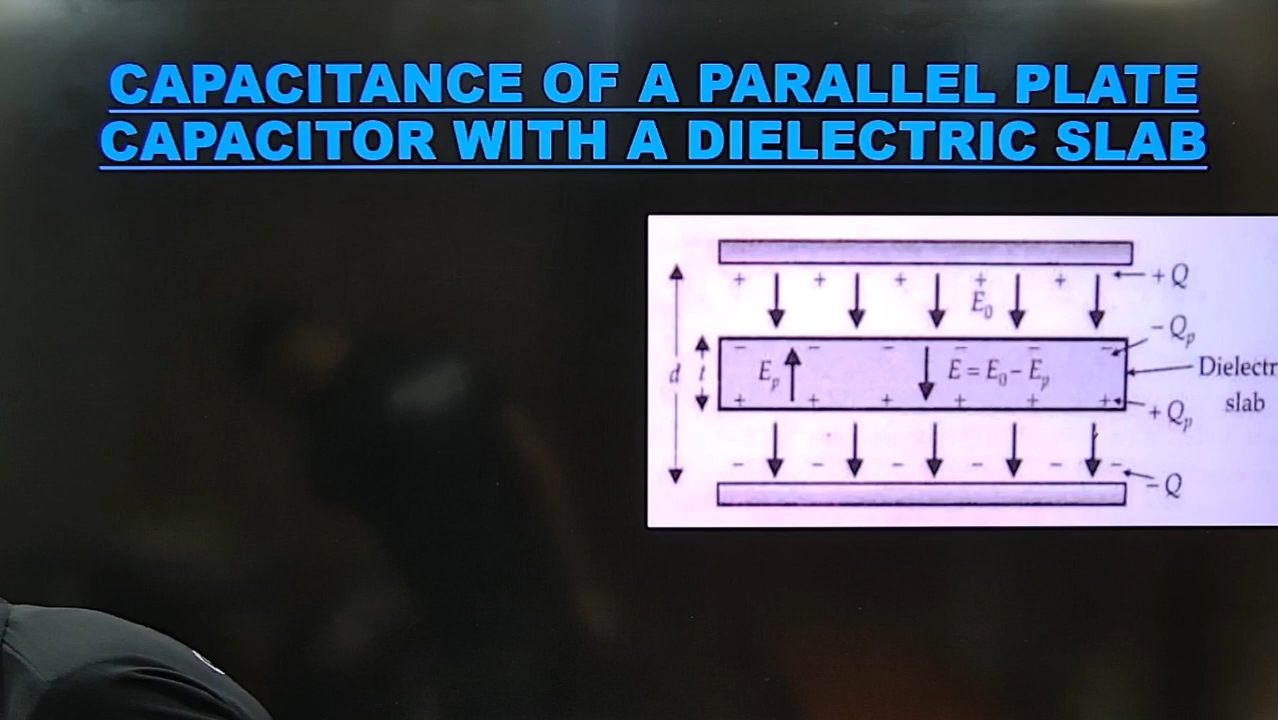 CAPACITANCE OF A PARALLEL PLATE
CAPACITOR WITH A DIELECTRIC SLAB
+ + + + +
+Q
E₀
−Qₚ
− − − − − −
d
t
Eₚ
E = E₀ − Eₚ
Dielectr
slab
+ + + + + +
+Qₚ
− − − − − −
−Q